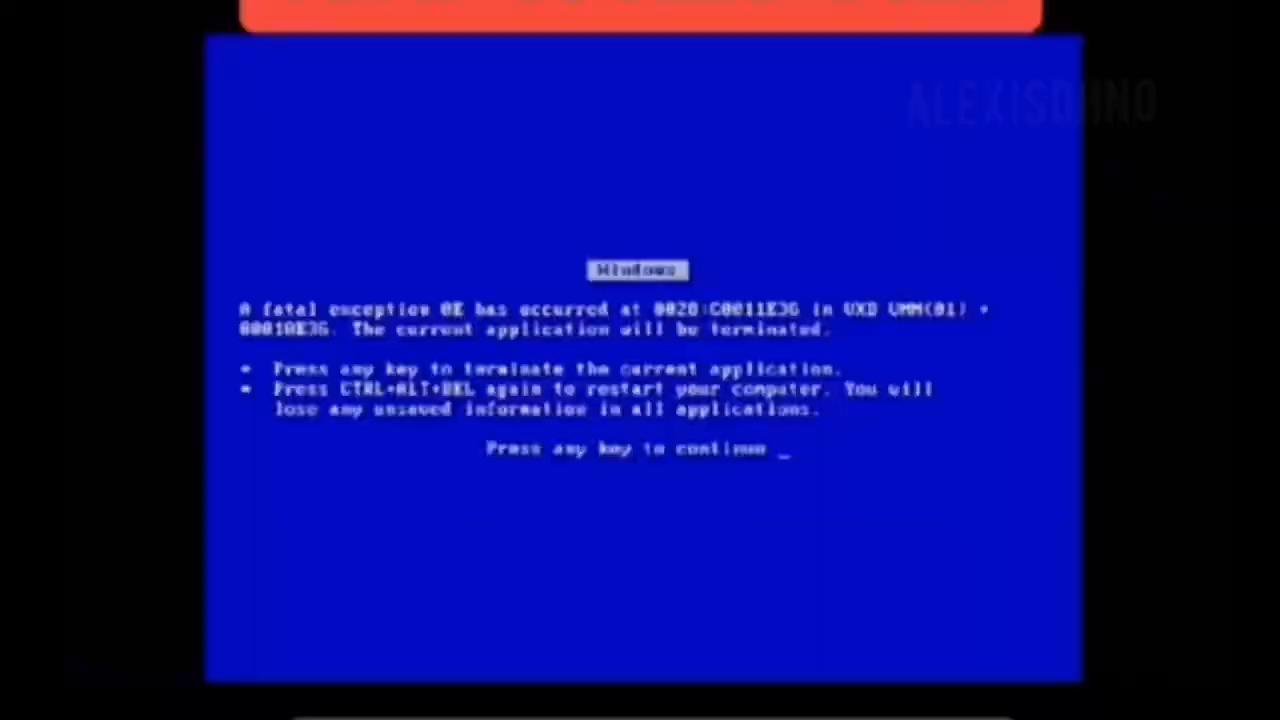 ALEXISOHNO
Windows
A fatal exception 0E has occurred at 0028:C0011E36 in VXD VMM(01) +
00010E36. The current application will be terminated.
* Press any key to terminate the current application.
* Press CTRL+ALT+DEL again to restart your computer. You will
lose any unsaved information in all applications.
Press any key to continue _